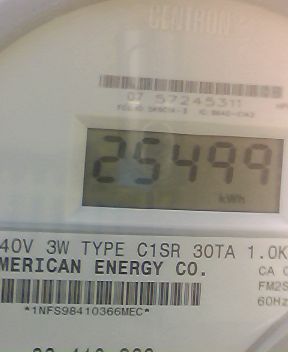 CENTRON
07 57245311
25499
kWh
40V 3W TYPE C1SR 30TA 1.0K
MERICAN ENERGY CO.
CA
FM2S
60Hz
*1NFS98410366MEC*